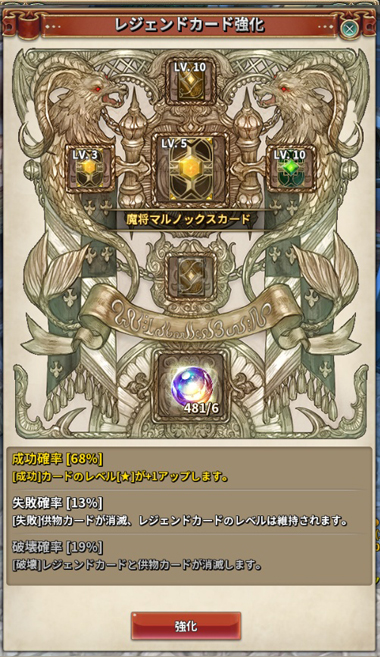 レジェンドカード強化
LV. 10
LV. 3
LV. 5
LV. 10
魔将マルノックスカード
481/6
成功確率 [68%]
[成功]カードのレベル[★]が+1アップします。
失敗確率 [13%]
[失敗]供物カードが消滅、レジェンドカードのレベルは維持されます。
破壊確率 [19%]
[破壊]レジェンドカードと供物カードが消滅します。
強化